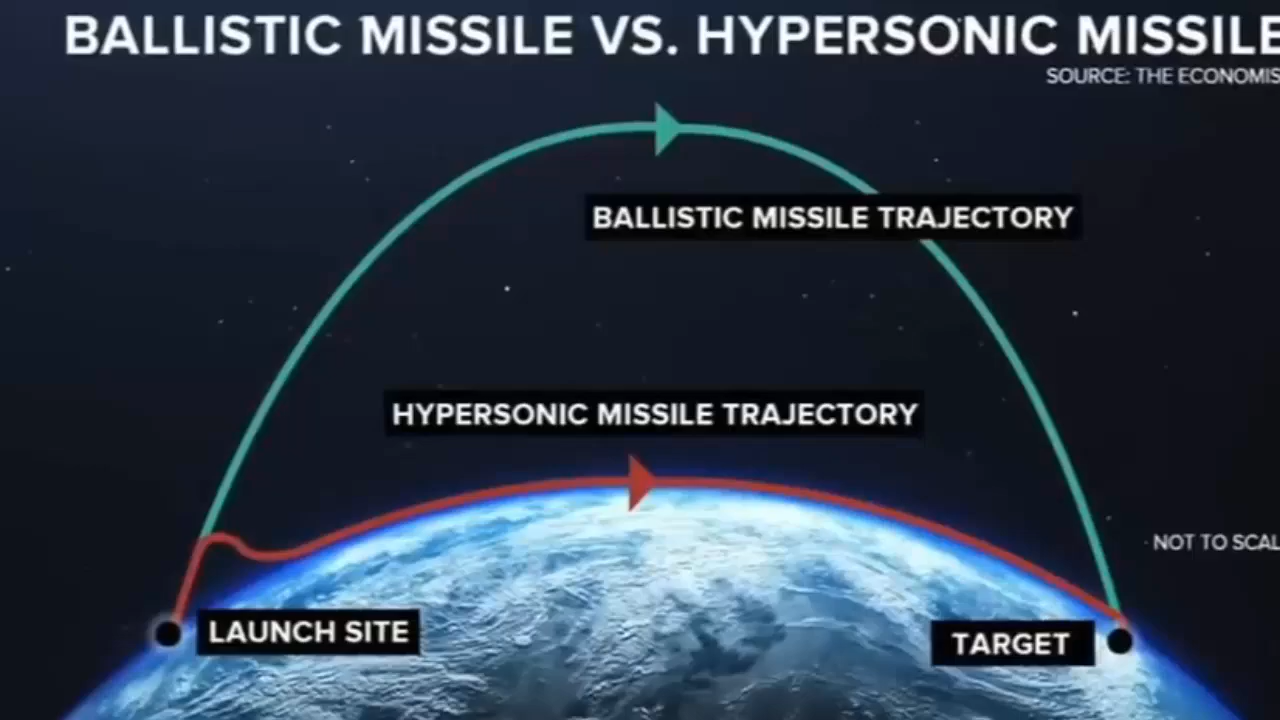 BALLISTIC MISSILE VS. HYPERSONIC MISSILE
SOURCE: THE ECONOMIS
BALLISTIC MISSILE TRAJECTORY
HYPERSONIC MISSILE TRAJECTORY
NOT TO SCAL
LAUNCH SITE
TARGET